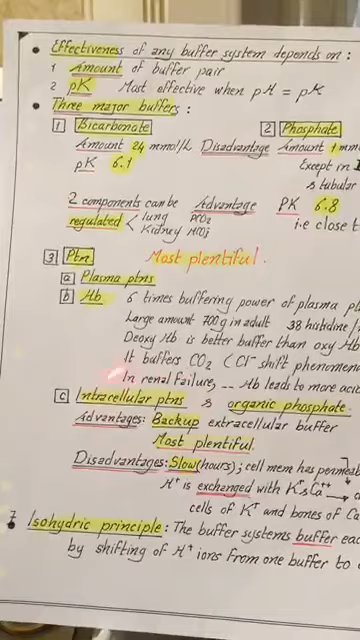 • Effectiveness of any buffer system depends on:
1 Amount of buffer pair
2 pK Most effective when pH = pK
• Three major buffers:
1 Bicarbonate 2 Phosphate
Amount 24 mmol/L Disadvantage Amount 1 mm
pK 6.1 Except in
s tubular
2 components can be Advantage PK 6.8
regulated < lung PCO2 i.e close t
Kidney HCO3
3 Ptn Most plentiful.
a Plasma ptns
b Hb 6 times buffering power of plasma pt
Large amount 700g in adult 38 histidine /
Deoxy Hb is better buffer than oxy Hb
It buffers CO2 (Cl- shift phenomen
In renal failure, -- Hb leads to more acid
c Intracellular ptns & organic phosphate.
Advantages: Backup extracellular buffer
Most plentiful.
Disadvantages: Slow (hours); cell mem has permeab
H+ is exchanged with K+ & Ca++ →
cells of K+ and bones of Ca
Isohydric principle: The buffer systems buffer eac
by shifting of H+ ions from one buffer to